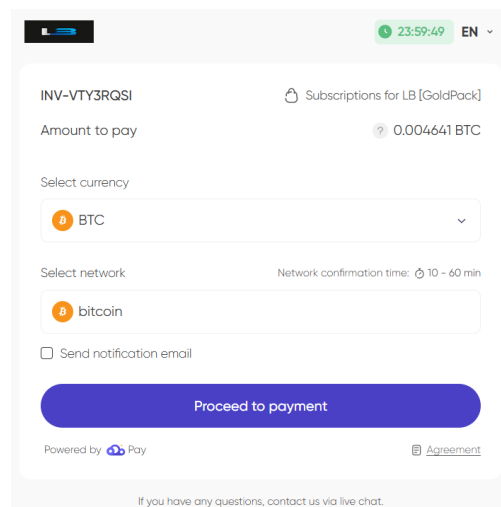 23:59:49 EN
INV-VTY3RQSI Subscriptions for LB [GoldPack]
Amount to pay ? 0.004641 BTC
Select currency
BTC
Select network Network confirmation time: 10 - 60 min
bitcoin
Send notification email
Proceed to payment
Powered by Pay Agreement
If you have any questions, contact us via live chat.